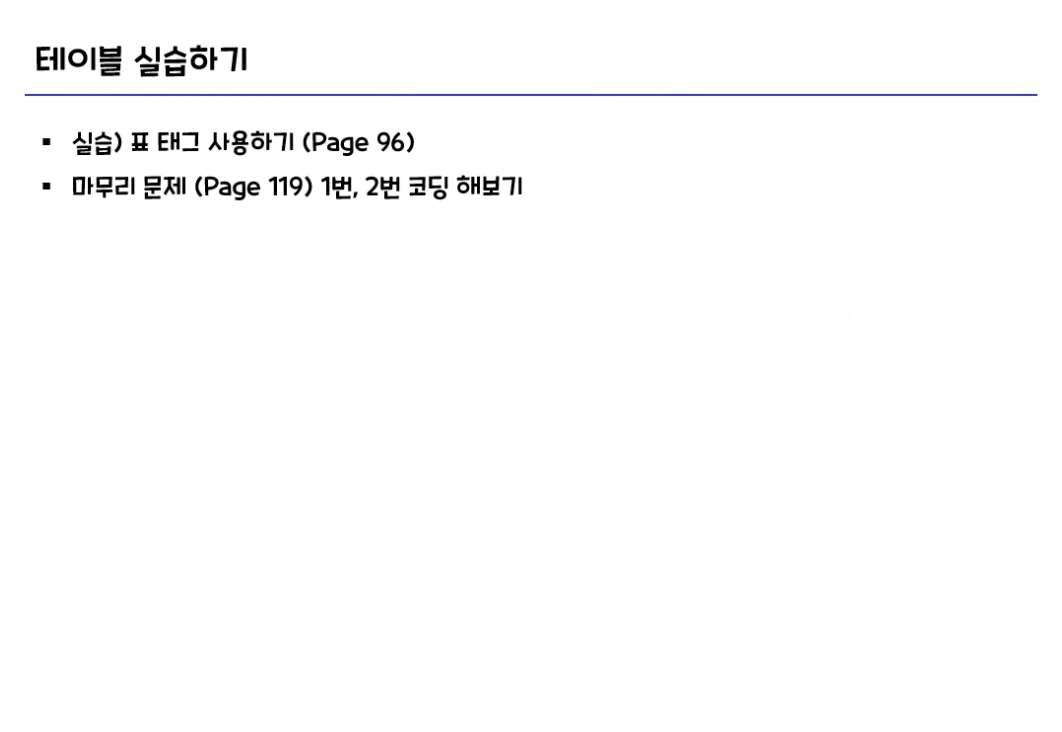 테이블 실습하기
▪ 실습) 표 태그 사용하기 (Page 96)
▪ 마무리 문제 (Page 119) 1번, 2번 코딩 해보기